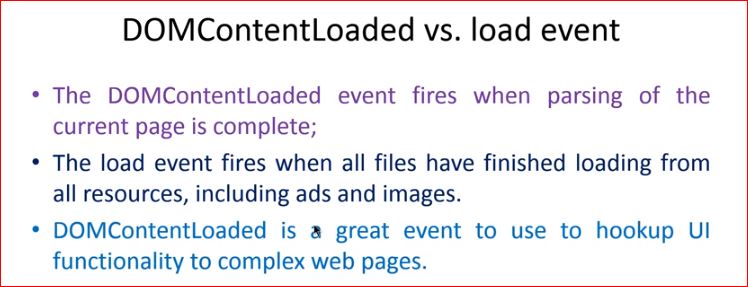 DOMContentLoaded vs. load event
• The DOMContentLoaded event fires when parsing of the
current page is complete;
• The load event fires when all files have finished loading from
all resources, including ads and images.
• DOMContentLoaded is a great event to use to hookup UI
functionality to complex web pages.